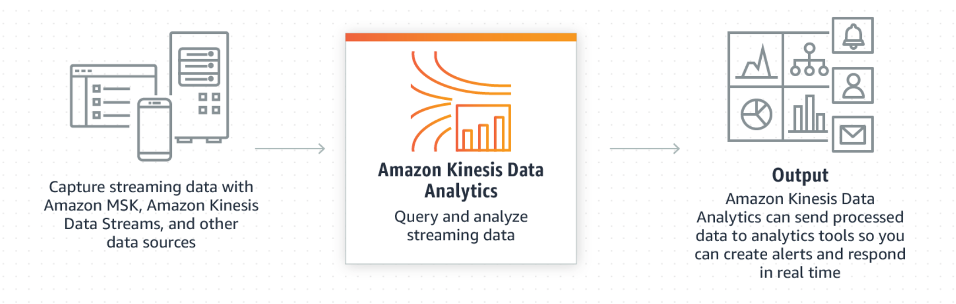 Capture streaming data with
Amazon MSK, Amazon Kinesis
Data Streams, and other
data sources
Amazon Kinesis Data
Analytics
Query and analyze
streaming data
Output
Amazon Kinesis Data
Analytics can send processed
data to analytics tools so you
can create alerts and respond
in real time